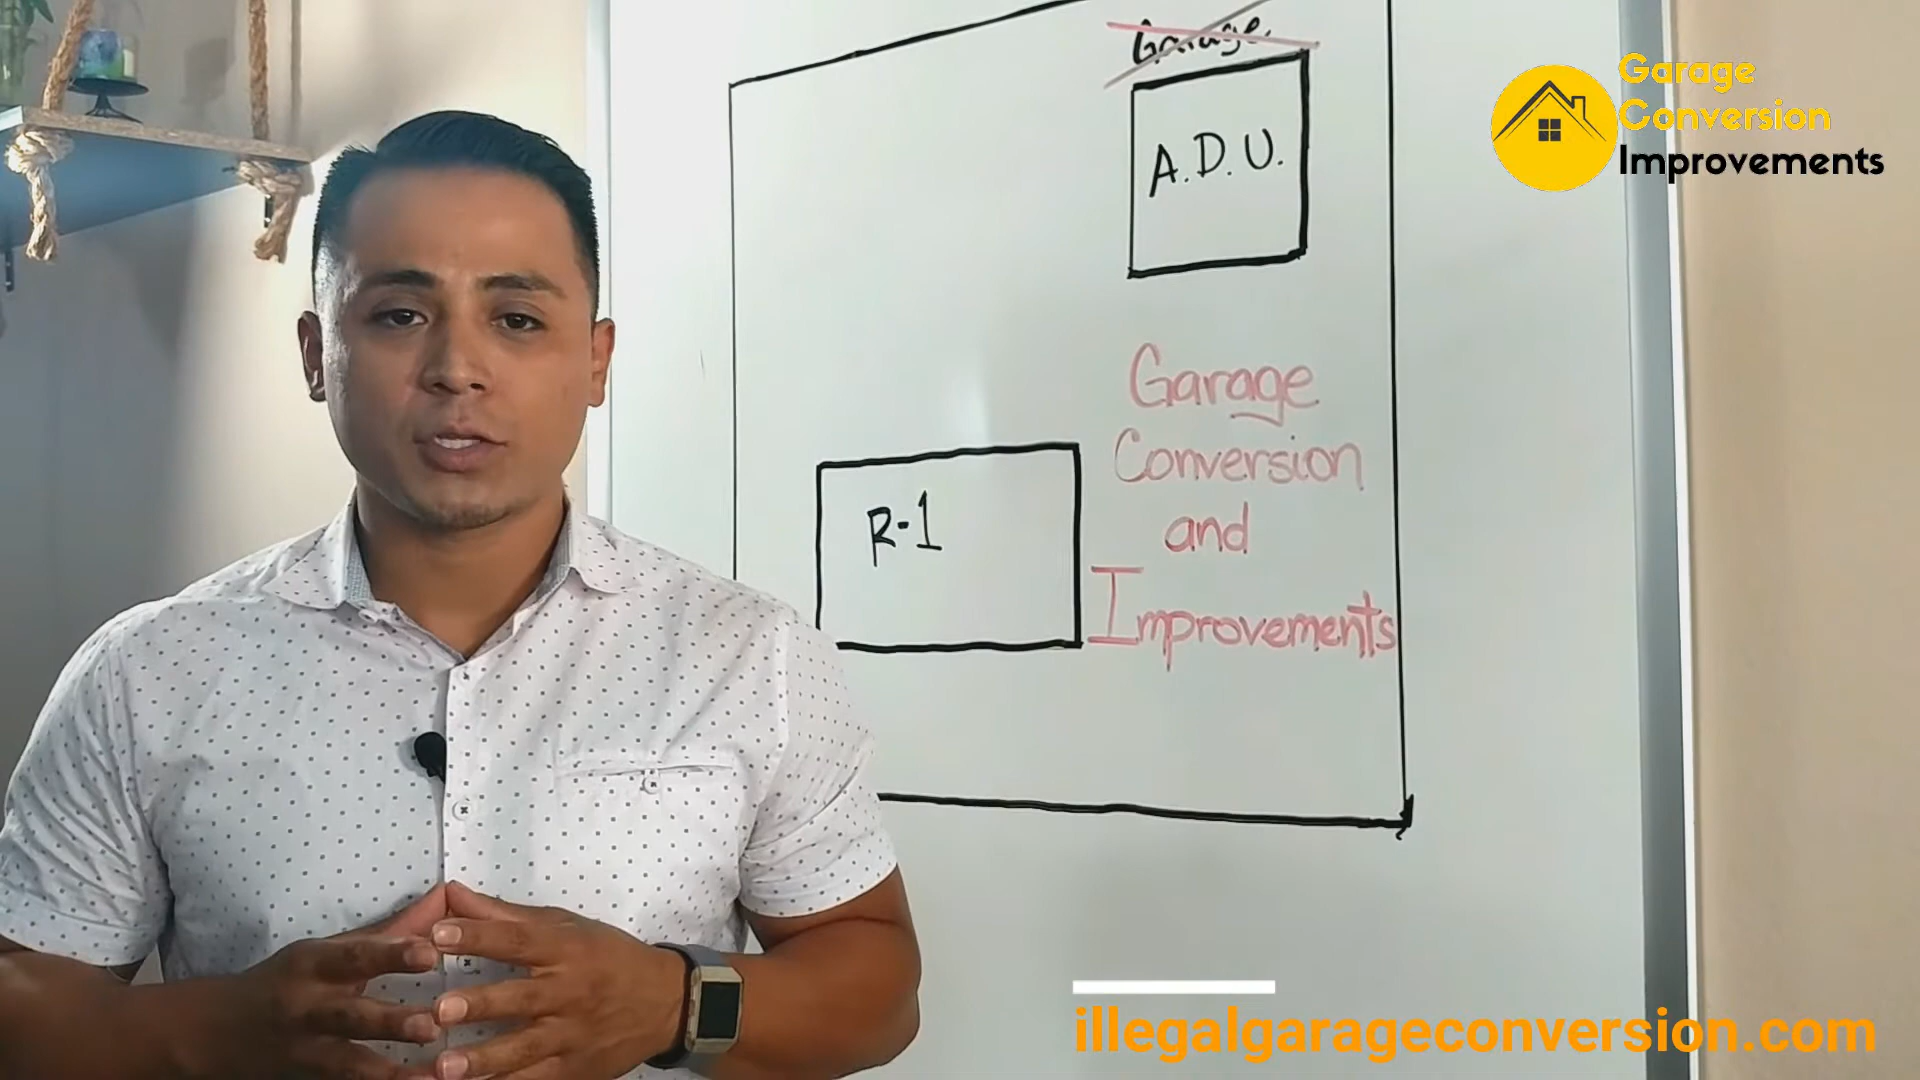 Garage
A.D.U.
Garage
Conversion
and
Improvements
R-1
Garage
Conversion
Improvements
illegalgarageconversion.com